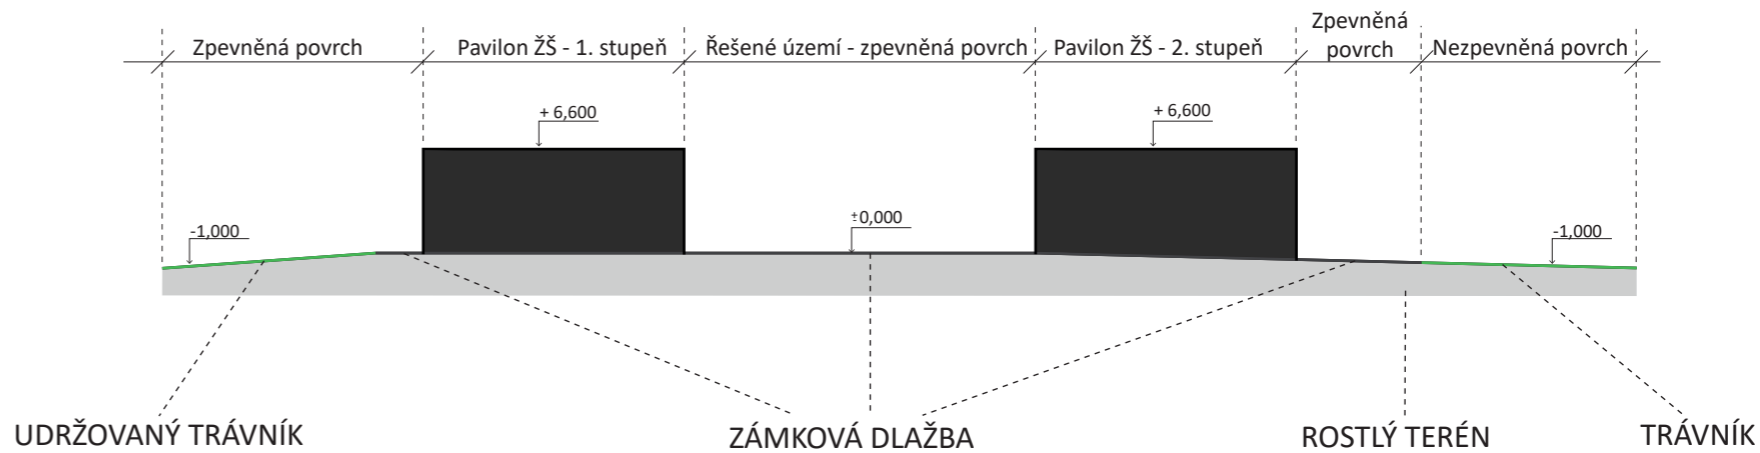 Zpevněná povrch
Pavilon ŽŠ - 1. stupeň
Řešené území - zpevněná povrch
Pavilon ŽŠ - 2. stupeň
Zpevněná
povrch
Nezpevněná povrch
+ 6,600
+ 6,600
-1,000
±0,000
-1,000
UDRŽOVANÝ TRÁVNÍK
ZÁMKOVÁ DLAŽBA
ROSTLÝ TERÉN
TRÁVNÍK